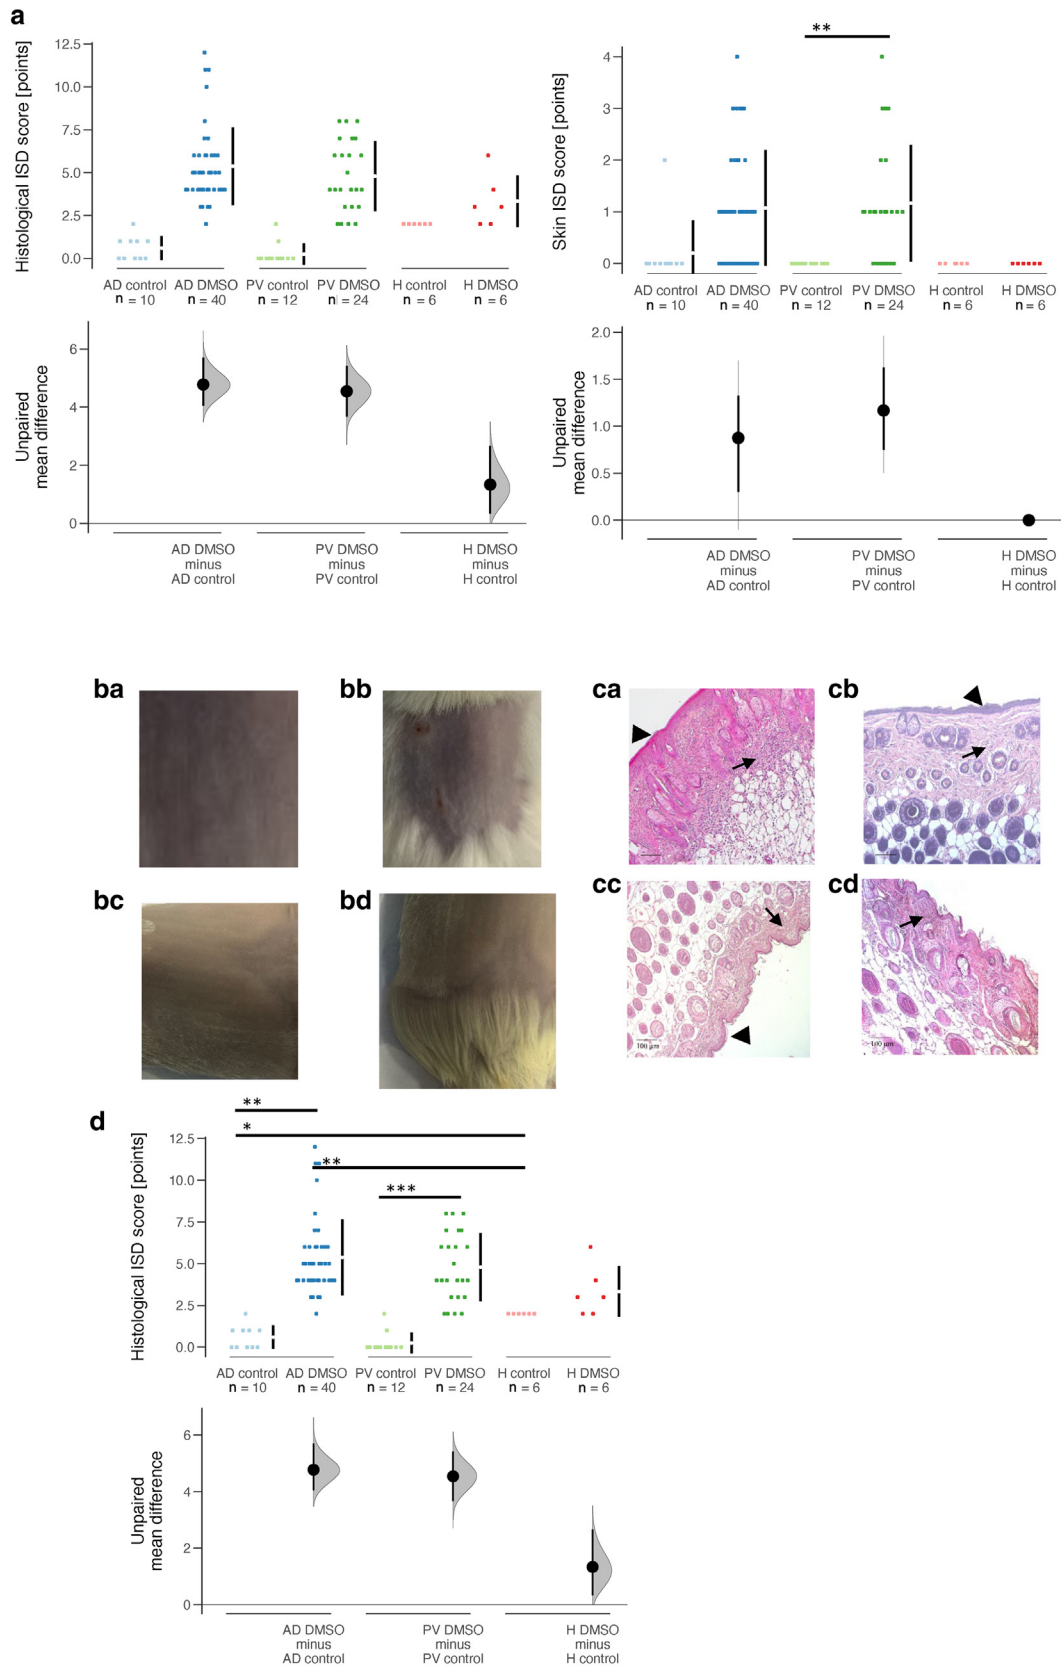 a
Histological ISD score [points]
12.5
10.0
7.5
5.0
2.5
0.0
AD control AD DMSO PV control PV DMSO H control H DMSO
n = 10 n = 40 n = 12 n = 24 n = 6 n = 6
Unpaired
mean difference
6
4
2
0
AD DMSO PV DMSO H DMSO
minus minus minus
AD control PV control H control
**
Skin ISD score [points]
4
3
2
1
0
AD control AD DMSO PV control PV DMSO H control H DMSO
n = 10 n = 40 n = 12 n = 24 n = 6 n = 6
Unpaired
mean difference
2.0
1.5
1.0
0.5
0.0
AD DMSO PV DMSO H DMSO
minus minus minus
AD control PV control H control
ba bb ca cb
bc bd cc cd
100 µm
100 µm
d
**
*
**
***
Histological ISD score [points]
12.5
10.0
7.5
5.0
2.5
0.0
AD control AD DMSO PV control PV DMSO H control H DMSO
n = 10 n = 40 n = 12 n = 24 n = 6 n = 6
Unpaired
mean difference
6
4
2
0
AD DMSO PV DMSO H DMSO
minus minus minus
AD control PV control H control